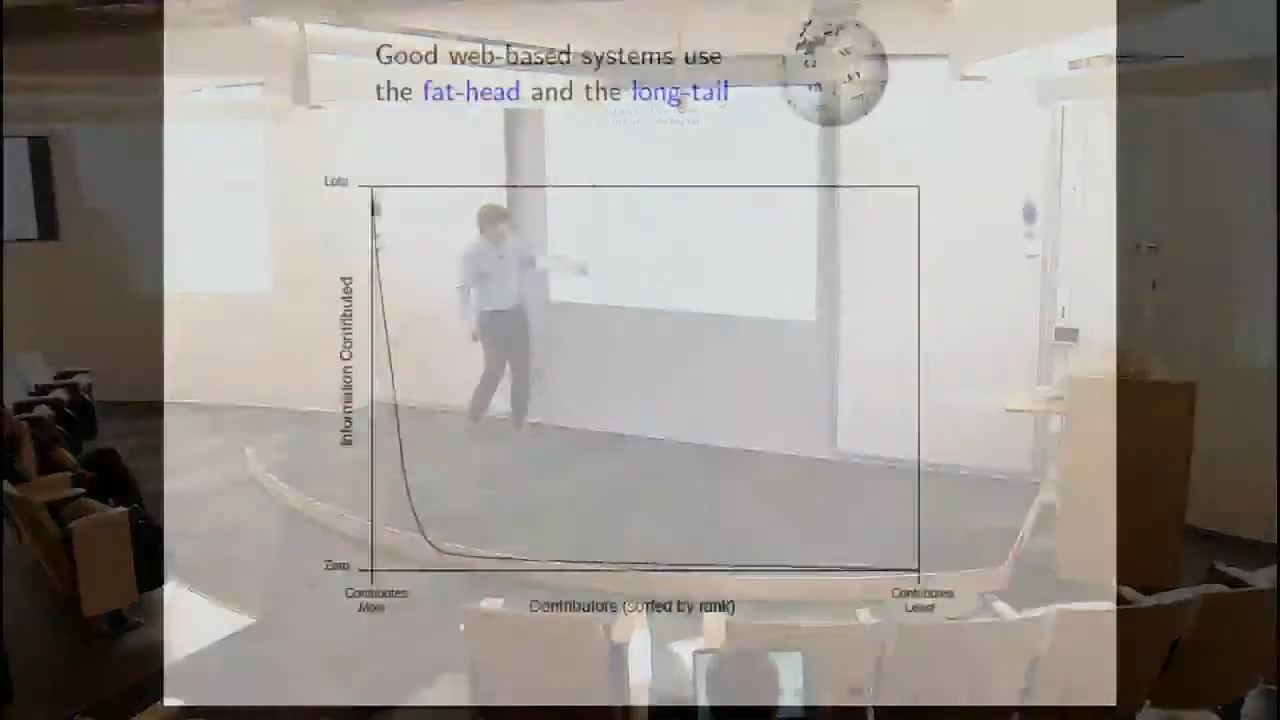 Good web-based systems use
the fat-head and the long-tail
Lots
Information Contributed
Zero
Contributes
More
Contributors (sorted by rank)
Contributes
Least